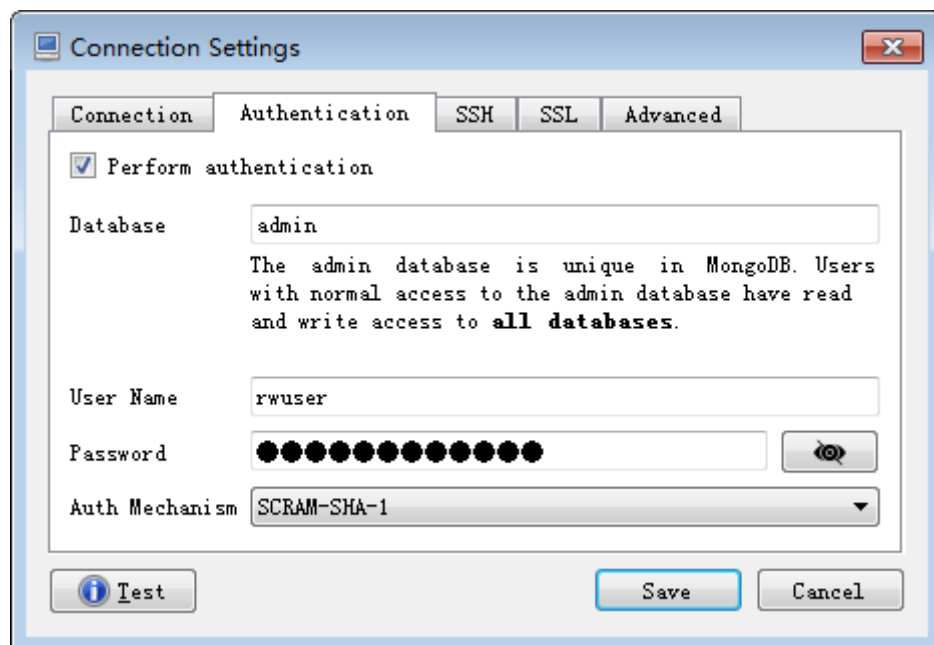 Connection Settings
Connection Authentication SSH SSL Advanced
Perform authentication
Database admin
The admin database is unique in MongoDB. Users
with normal access to the admin database have read
and write access to all databases.
User Name rwuser
Password ●●●●●●●●●●●●
Auth Mechanism SCRAM-SHA-1
Test Save Cancel